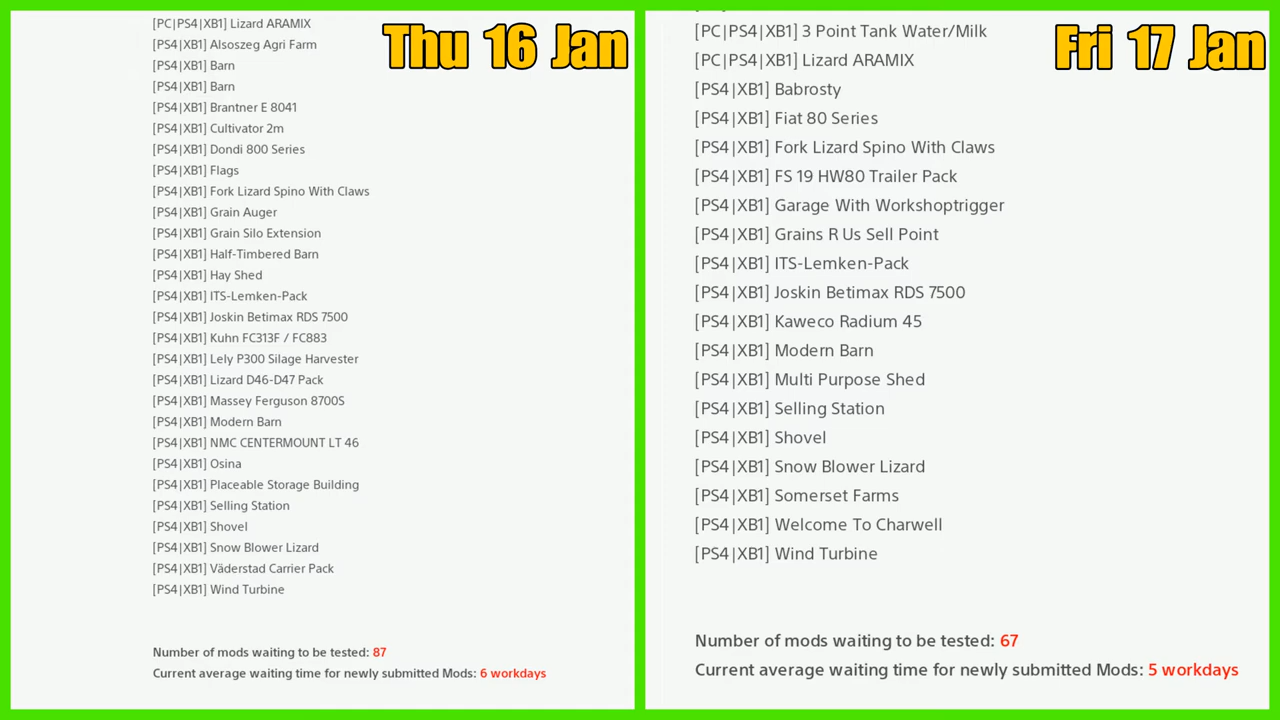 Thu 16 Jan
[PC|PS4|XB1] Lizard ARAMIX
[PS4|XB1] Alsoszeg Agri Farm
[PS4|XB1] Barn
[PS4|XB1] Barn
[PS4|XB1] Brantner E 8041
[PS4|XB1] Cultivator 2m
[PS4|XB1] Dondi 800 Series
[PS4|XB1] Flags
[PS4|XB1] Fork Lizard Spino With Claws
[PS4|XB1] Grain Auger
[PS4|XB1] Grain Silo Extension
[PS4|XB1] Half-Timbered Barn
[PS4|XB1] Hay Shed
[PS4|XB1] ITS-Lemken-Pack
[PS4|XB1] Joskin Betimax RDS 7500
[PS4|XB1] Kuhn FC313F / FC883
[PS4|XB1] Lely P300 Silage Harvester
[PS4|XB1] Lizard D46-D47 Pack
[PS4|XB1] Massey Ferguson 8700S
[PS4|XB1] Modern Barn
[PS4|XB1] NMC CENTERMOUNT LT 46
[PS4|XB1] Osina
[PS4|XB1] Placeable Storage Building
[PS4|XB1] Selling Station
[PS4|XB1] Shovel
[PS4|XB1] Snow Blower Lizard
[PS4|XB1] Väderstad Carrier Pack
[PS4|XB1] Wind Turbine
Number of mods waiting to be tested: 87
Current average waiting time for newly submitted Mods: 6 workdays
Fri 17 Jan
[PC|PS4|XB1] 3 Point Tank Water/Milk
[PC|PS4|XB1] Lizard ARAMIX
[PS4|XB1] Babrosty
[PS4|XB1] Fiat 80 Series
[PS4|XB1] Fork Lizard Spino With Claws
[PS4|XB1] FS 19 HW80 Trailer Pack
[PS4|XB1] Garage With Workshoptrigger
[PS4|XB1] Grains R Us Sell Point
[PS4|XB1] ITS-Lemken-Pack
[PS4|XB1] Joskin Betimax RDS 7500
[PS4|XB1] Kaweco Radium 45
[PS4|XB1] Modern Barn
[PS4|XB1] Multi Purpose Shed
[PS4|XB1] Selling Station
[PS4|XB1] Shovel
[PS4|XB1] Snow Blower Lizard
[PS4|XB1] Somerset Farms
[PS4|XB1] Welcome To Charwell
[PS4|XB1] Wind Turbine
Number of mods waiting to be tested: 67
Current average waiting time for newly submitted Mods: 5 workdays